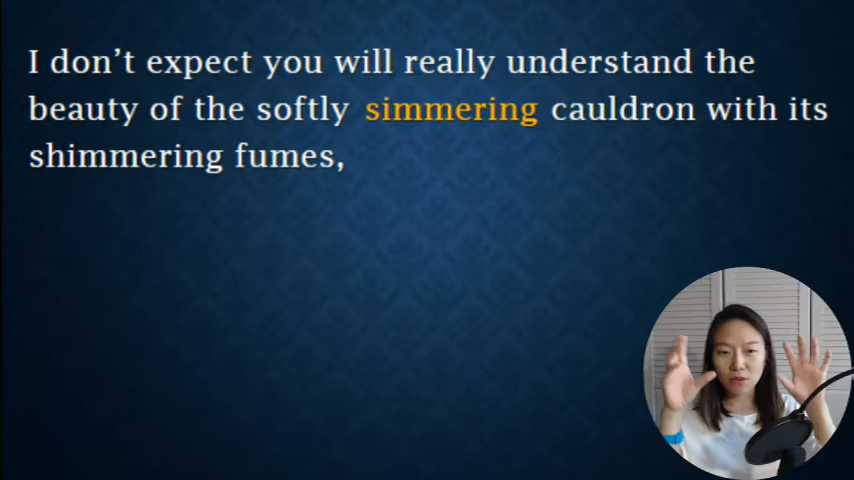 I don’t expect you will really understand the
beauty of the softly simmering cauldron with its
shimmering fumes,